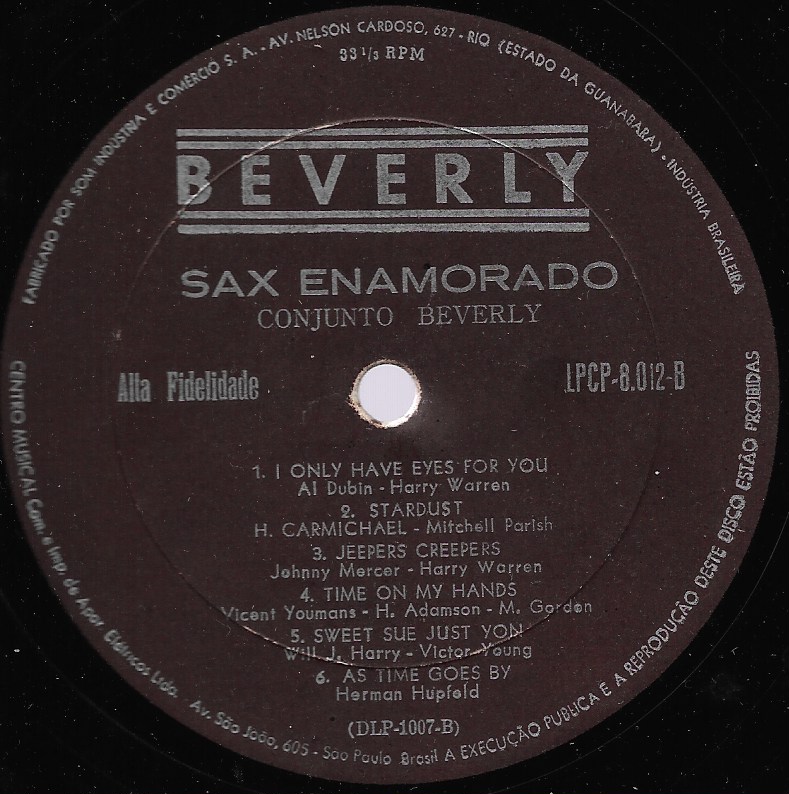 FABRICADO POR SOM INDÚSTRIA E COMÉRCIO S. A. - AV. NELSON CARDOSO, 627 - RIO (ESTADO DA GUANABARA) - INDÚSTRIA BRASILEIRA
33 1/3 RPM
BEVERLY
SAX ENAMORADO
CONJUNTO BEVERLY
Alta Fidelidade
LPCP-8.012-B
1. I ONLY HAVE EYES FOR YOU
Al Dubin - Harry Warren
2. STARDUST
H. CARMICHAEL - Mitchell Parish
3. JEEPERS CREEPERS
Johnny Mercer - Harry Warren
4. TIME ON MY HANDS
Vicent Youmans - H. Adamson - M. Gordon
5. SWEET SUE JUST YON
Will J. Harry - Victor Young
6. AS TIME GOES BY
Herman Hupfeld
(DLP-1007-B)
CENTRO MUSICAL Com. e Imp. de Apar. Elétricos Ltda. Av. São João, 605 - São Paulo Brasil A EXECUÇÃO PUBLICA E A REPRODUÇÃO DESTE DISCO ESTÃO PROIBIDAS